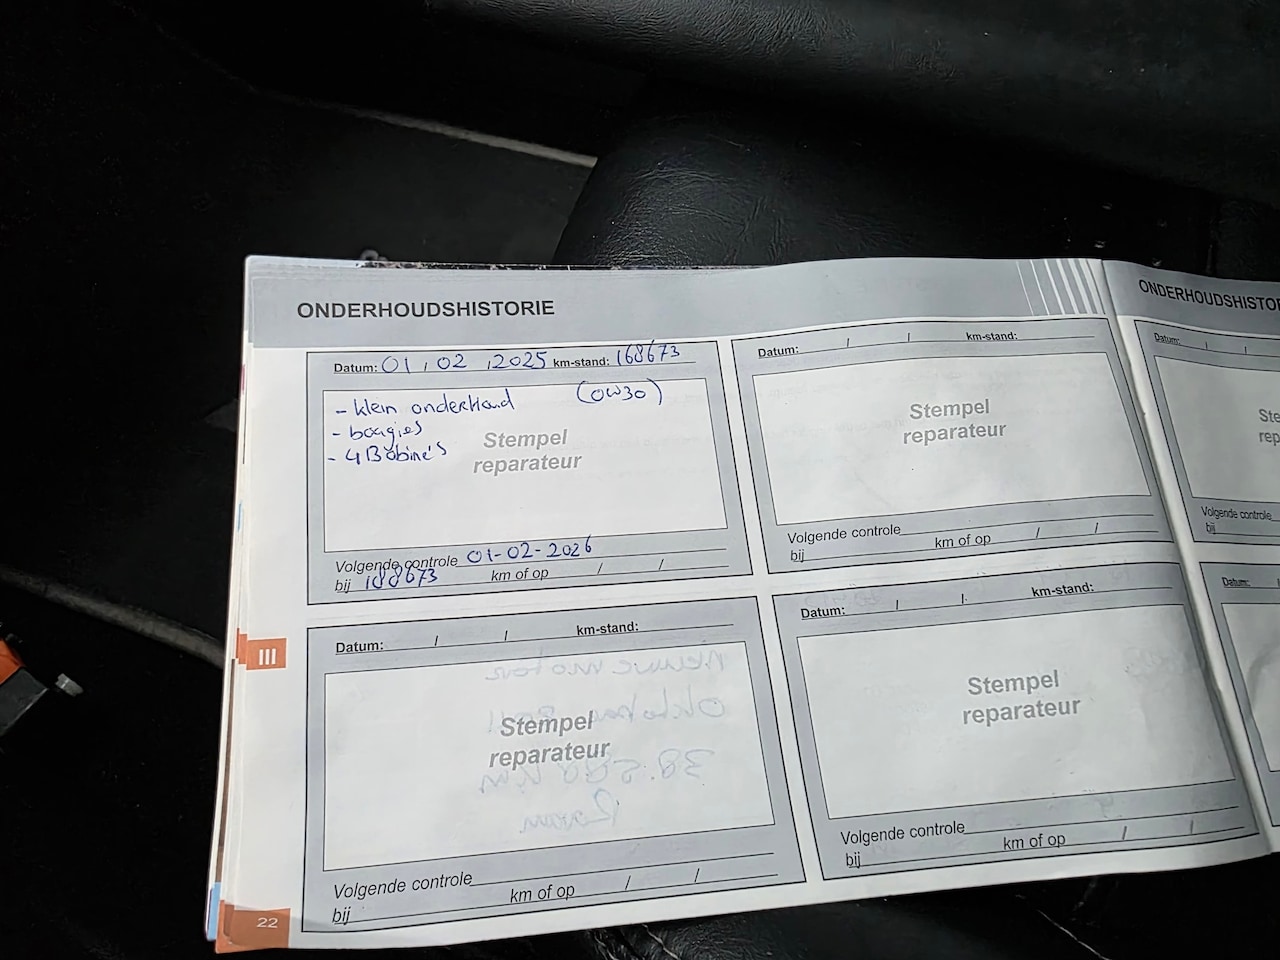 ONDERHOUDSHISTORIE
Datum: 01 / 02 / 2025 km-stand: 168673
- klein onderhoud (0W30)
- bougies
- 4 Bobine's
Stempel
reparateur
Volgende controle 01-02-2026
bij 188673 km of op / /
Datum: / / km-stand:
Stempel
reparateur
Volgende controle
bij km of op / /
Datum: / / km-stand:
Stempel
reparateur
Volgende controle
bij km of op / /
Datum: / / km-stand:
Stempel
reparateur
Volgende controle
bij km of op / /
III
22
ONDERHOUDSHISTO
Datum: / /
Ste
rep
Volgende controle
bij
Datum: